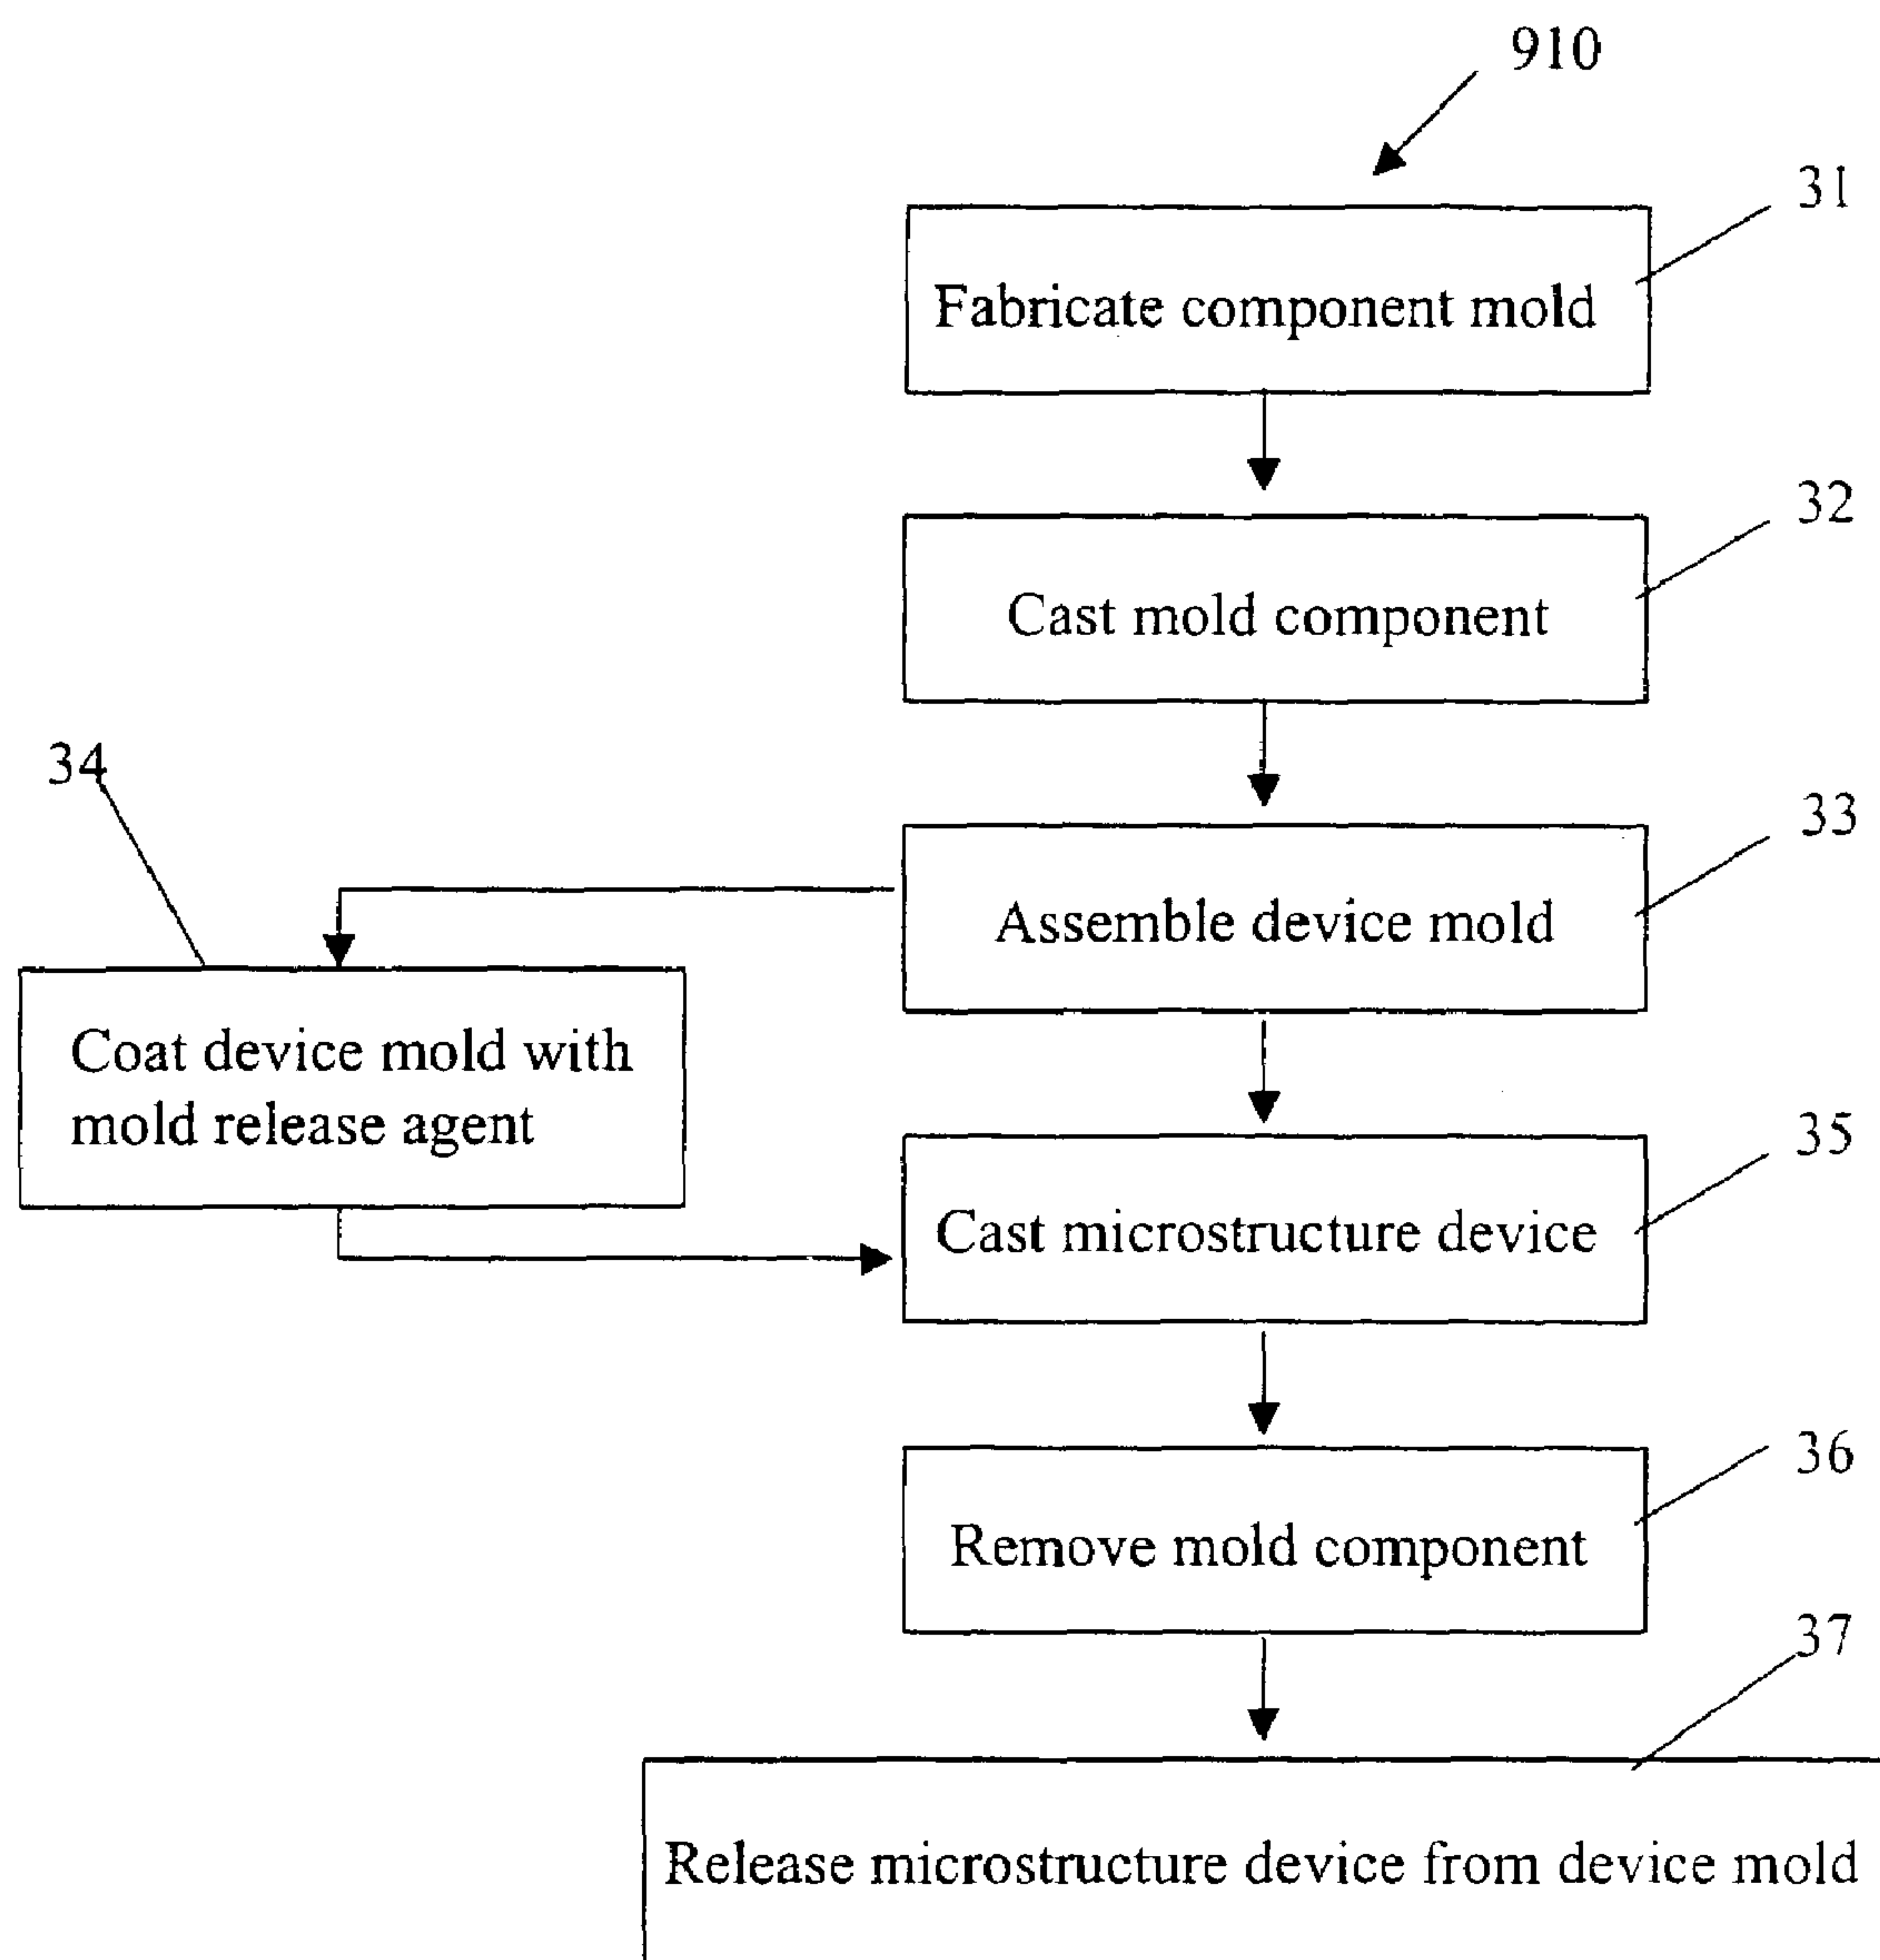 910
31
Fabricate component mold
32
Cast mold component
33
Assemble device mold
34
Coat device mold with
mold release agent
35
Cast microstructure device
36
Remove mold component
37
Release microstructure device from device mold